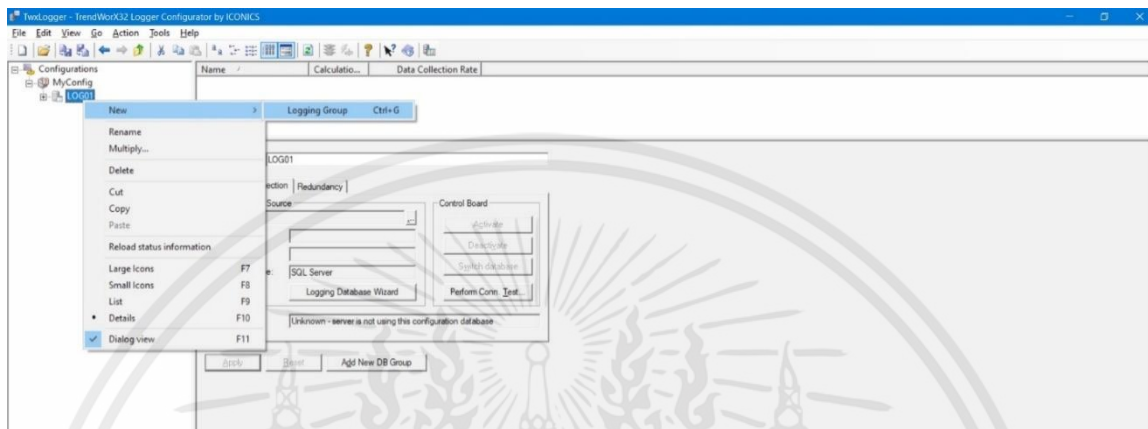 TwxLogger - TrendWorX32 Logger Configurator by ICONICS
File Edit View Go Action Tools Help
Configurations
MyConfig
LOG01
Name / Calculatio... Data Collection Rate
New > Logging Group Ctrl+G
Rename
Multiply...
Delete
Cut
Copy
Paste
Reload status information
Large Icons F7
Small Icons F8
List F9
Details F10
Dialog view F11
LOG01
ection Redundancy
Source
e: SQL Server
Logging Database Wizard
Unknown - server is not using this configuration database
Control Board
Activate
Deactivate
Switch database
Perform Conn. Test...
Apply Reset Add New DB Group